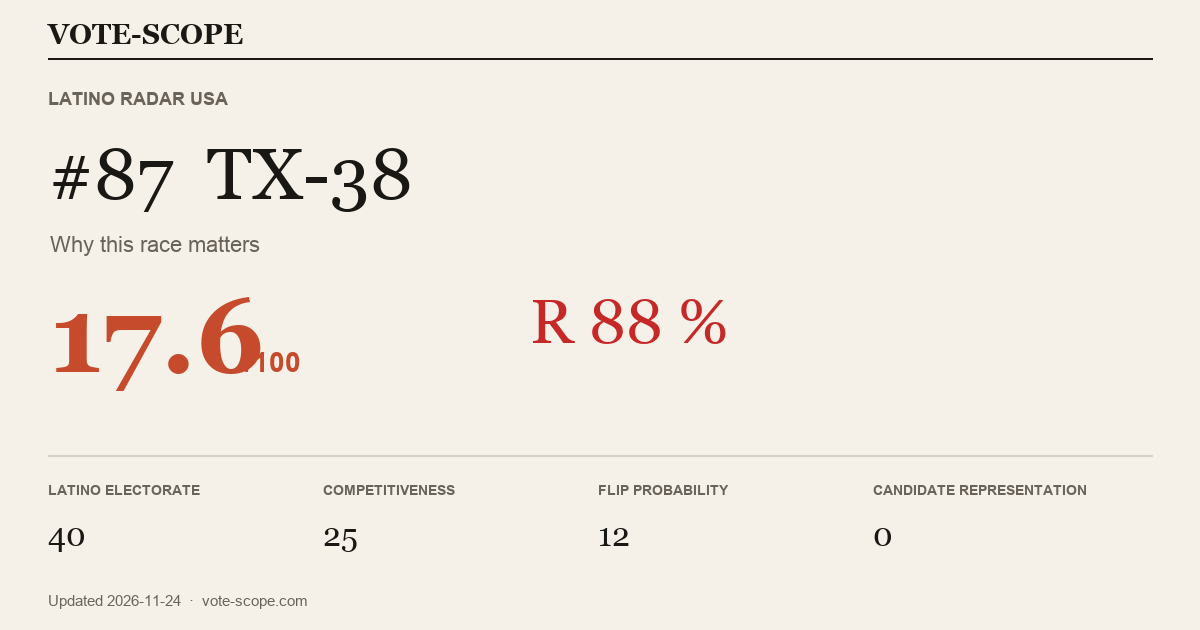 VOTE-SCOPE
LATINO RADAR USA
#87 TX-38
Why this race matters
17.6/100
R 88 %
LATINO ELECTORATE
COMPETITIVENESS
FLIP PROBABILITY
CANDIDATE REPRESENTATION
40
25
12
0
Updated 2026-11-24 · vote-scope.com